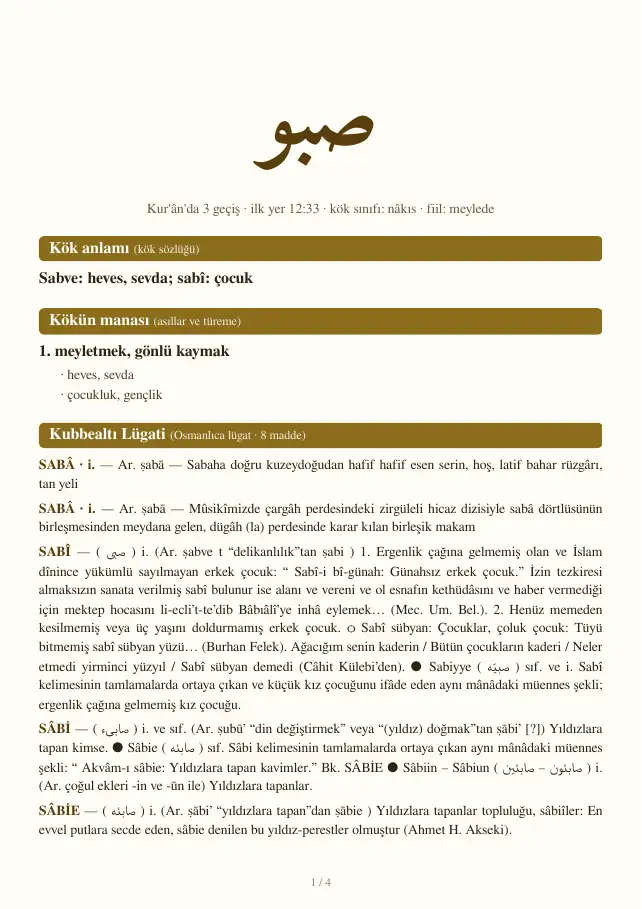 صبو
Kur'ân'da 3 geçiş · ilk yer 12:33 · kök sınıfı: nâkıs · fiil: meylede
Kök anlamı (kök sözlüğü)
Sabve: heves, sevda; sabî: çocuk
Kökün manası (asıllar ve türeme)
1. meyletmek, gönlü kaymak
· heves, sevda
· çocukluk, gençlik
Kubbealtı Lügati (Osmanlıca lügat · 8 madde)
SABÂ · i. — Ar. ṣabā — Sabaha doğru kuzeydoğudan hafif hafif esen serin, hoş, latif bahar rüzgârı,
tan yeli
SABÂ · i. — Ar. ṣabā — Mûsikîmizde çargâh perdesindeki zirgüleli hicaz dizisiyle sabâ dörtlüsünün
birleşmesinden meydana gelen, dügâh (la) perdesinde karar kılan birleşik makam
SABÎ — ( صبى ) i. (Ar. ṣabve t “delikanlılık”tan ṣabі ) 1. Ergenlik çağına gelmemiş olan ve İslam
dînince yükümlü sayılmayan erkek çocuk: “ Sabî-i bî-günah: Günahsız erkek çocuk.” İzin tezkiresi
almaksızın sanata verilmiş sabî bulunur ise alanı ve vereni ve ol esnafın kethüdâsını ve haber vermediği
için mektep hocasını li-ecli’t-te’dib Bâbıâlî’ye inhâ eylemek… (Mec. Um. Bel.). 2. Henüz memeden
kesilmemiş veya üç yaşını doldurmamış erkek çocuk. ѻ Sabî sübyan: Çocuklar, çoluk çocuk: Tüyü
bitmemiş sabî sübyan yüzü… (Burhan Felek). Ağacığım senin kaderin / Bütün çocukların kaderi / Neler
etmedi yirminci yüzyıl / Sabî sübyan demedi (Câhit Külebi’den). ● Sabiyye ( صبيّه ) sıf. ve i. Sabî
kelimesinin tamlamalarda ortaya çıkan ve küçük kız çocuğunu ifâde eden aynı mânâdaki müennes şekli;
ergenlik çağına gelmemiş kız çocuğu.
SÂBİ — ( صابىء ) i. ve sıf. (Ar. ṣubū’ “din değiştirmek” veya “(yıldız) doğmak”tan ṣābi’ [?]) Yıldızlara
tapan kimse. ● Sâbie ( صابئه ) sıf. Sâbi kelimesinin tamlamalarda ortaya çıkan aynı mânâdaki müennes
şekli: “ Akvâm-ı sâbie: Yıldızlara tapan kavimler.” Bk. SÂBİE ● Sâbiin – Sâbiun ( صابئون – صابئين ) i.
(Ar. çoğul ekleri -in ve -ūn ile) Yıldızlara tapanlar.
SÂBİE — ( صابئه ) i. (Ar. ṣābi’ “yıldızlara tapan”dan ṣābie ) Yıldızlara tapanlar topluluğu, sâbiîler: En
evvel putlara secde eden, sâbie denilen bu yıldız-perestler olmuştur (Ahmet H. Akseki).
1 / 4